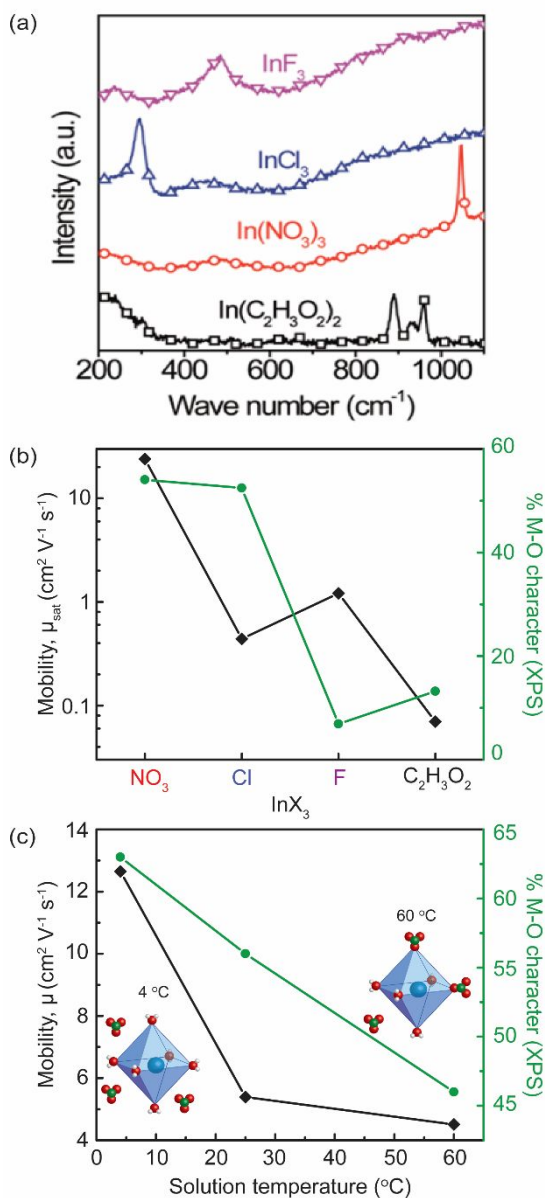 (a)
InF₃
InCl₃
In(NO₃)₃
In(C₂H₃O₂)₂
Intensity (a.u.)
200 400 600 800 1000
Wave number (cm⁻¹)
(b)
Mobility, μsat (cm² V⁻¹ s⁻¹)
10
1
0.1
% M-O character (XPS)
60
40
20
0
NO₃ Cl F C₂H₃O₂
InX₃
(c)
Mobility, μ (cm² V⁻¹ s⁻¹)
14
12
10
8
6
4
4 °C
60 °C
% M-O character (XPS)
65
60
55
50
45
0 10 20 30 40 50 60
Solution temperature (°C)